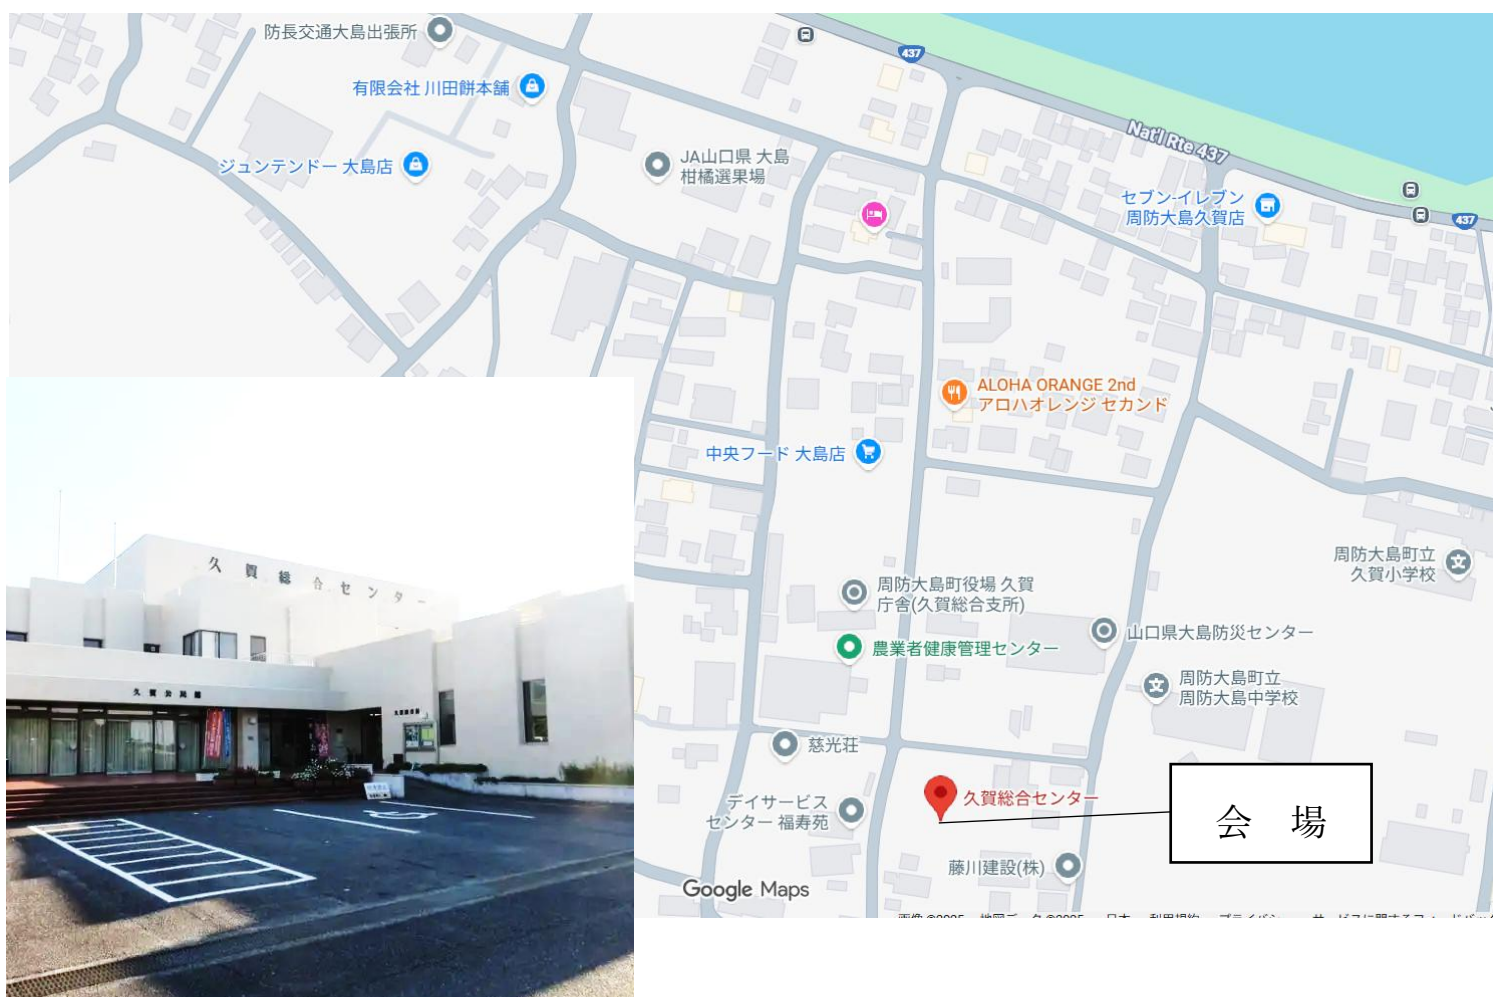 防長交通大島出張所
437
有限会社 川田餅本舗
Nat'l Rte 437
ジュンテンドー 大島店
JA山口県 大島
柑橘選果場
セブン-イレブン
周防大島久賀店
437
ALOHA ORANGE 2nd
アロハオレンジ セカンド
中央フード 大島店
周防大島町立
久賀小学校
周防大島町役場 久賀
庁舎(久賀総合支所)
山口県大島防災センター
農業者健康管理センター
周防大島町立
周防大島中学校
慈光荘
久賀総合センター
デイサービス
センター 福寿苑
会 場
藤川建設(株)
Google Maps
久賀総合センター
久賀公民館